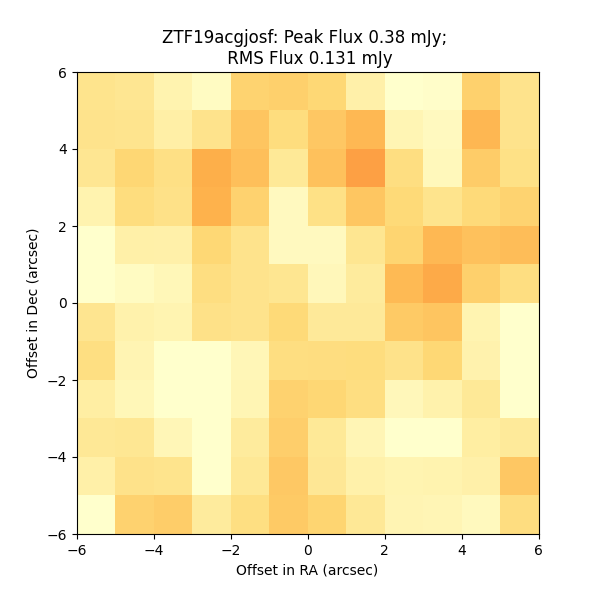 ZTF19acgjosf: Peak Flux 0.38 mJy;
RMS Flux 0.131 mJy
6
4
2
0
−2
−4
−6
Offset in Dec (arcsec)
−6 −4 −2 0 2 4 6
Offset in RA (arcsec)